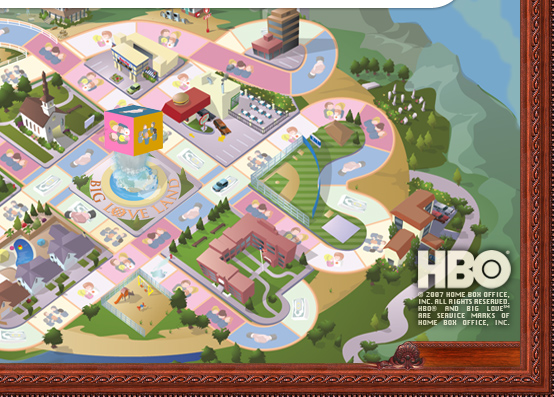 BIG LOVE LAND
HBO®
© 2007 HOME BOX OFFICE,
INC. ALL RIGHTS RESERVED.
HBO® AND BIG LOVE℠
ARE SERVICE MARKS OF
HOME BOX OFFICE, INC.